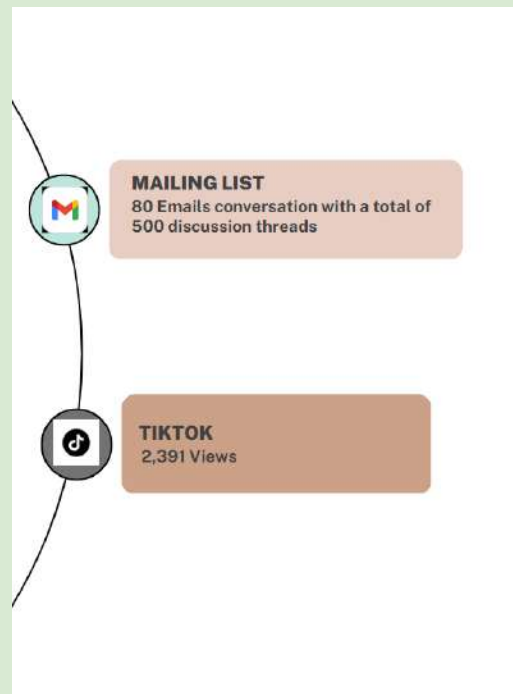 MAILING LIST
80 Emails conversation with a total of
500 discussion threads
TIKTOK
2,391 Views